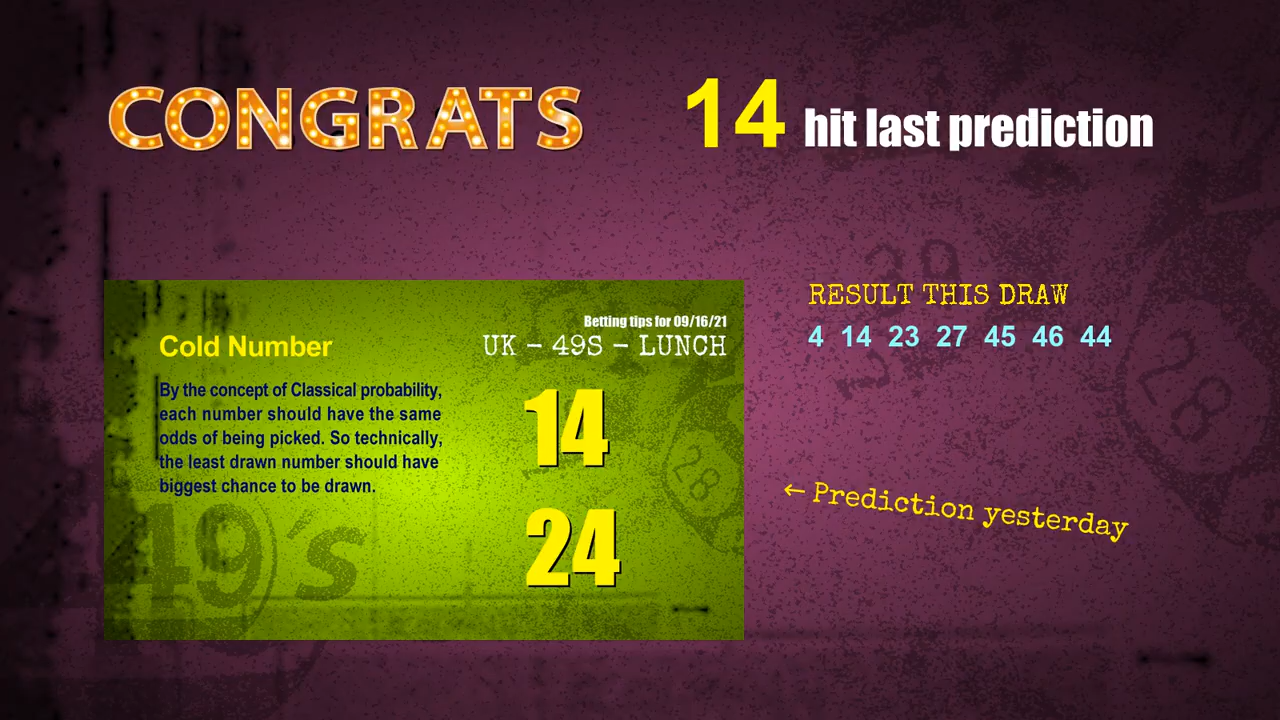 CONGRATS
14 hit last prediction
Betting tips for 09/16/21
Cold Number
UK - 49S - LUNCH
By the concept of Classical probability,
each number should have the same
odds of being picked. So technically,
the least drawn number should have
biggest chance to be drawn.
14
24
28
49's
RESULT THIS DRAW
4 14 23 27 45 46 44
← Prediction yesterday
39
28